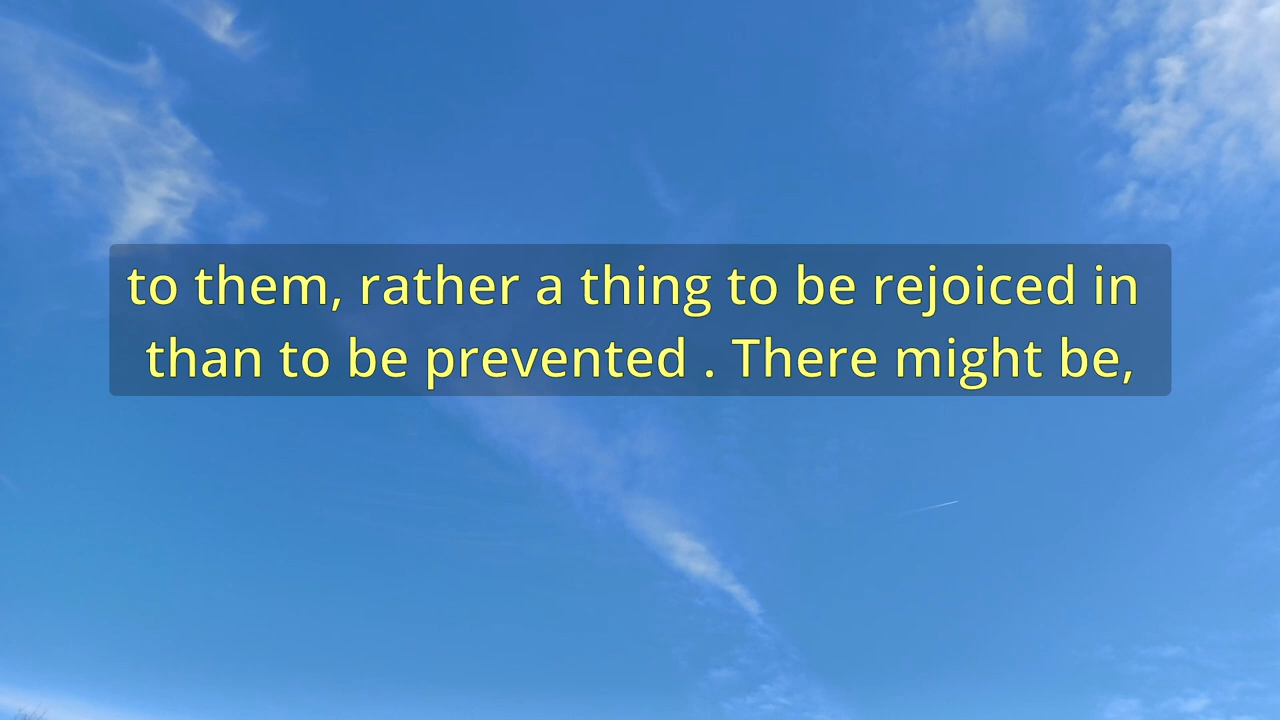 to them, rather a thing to be rejoiced in
than to be prevented . There might be,